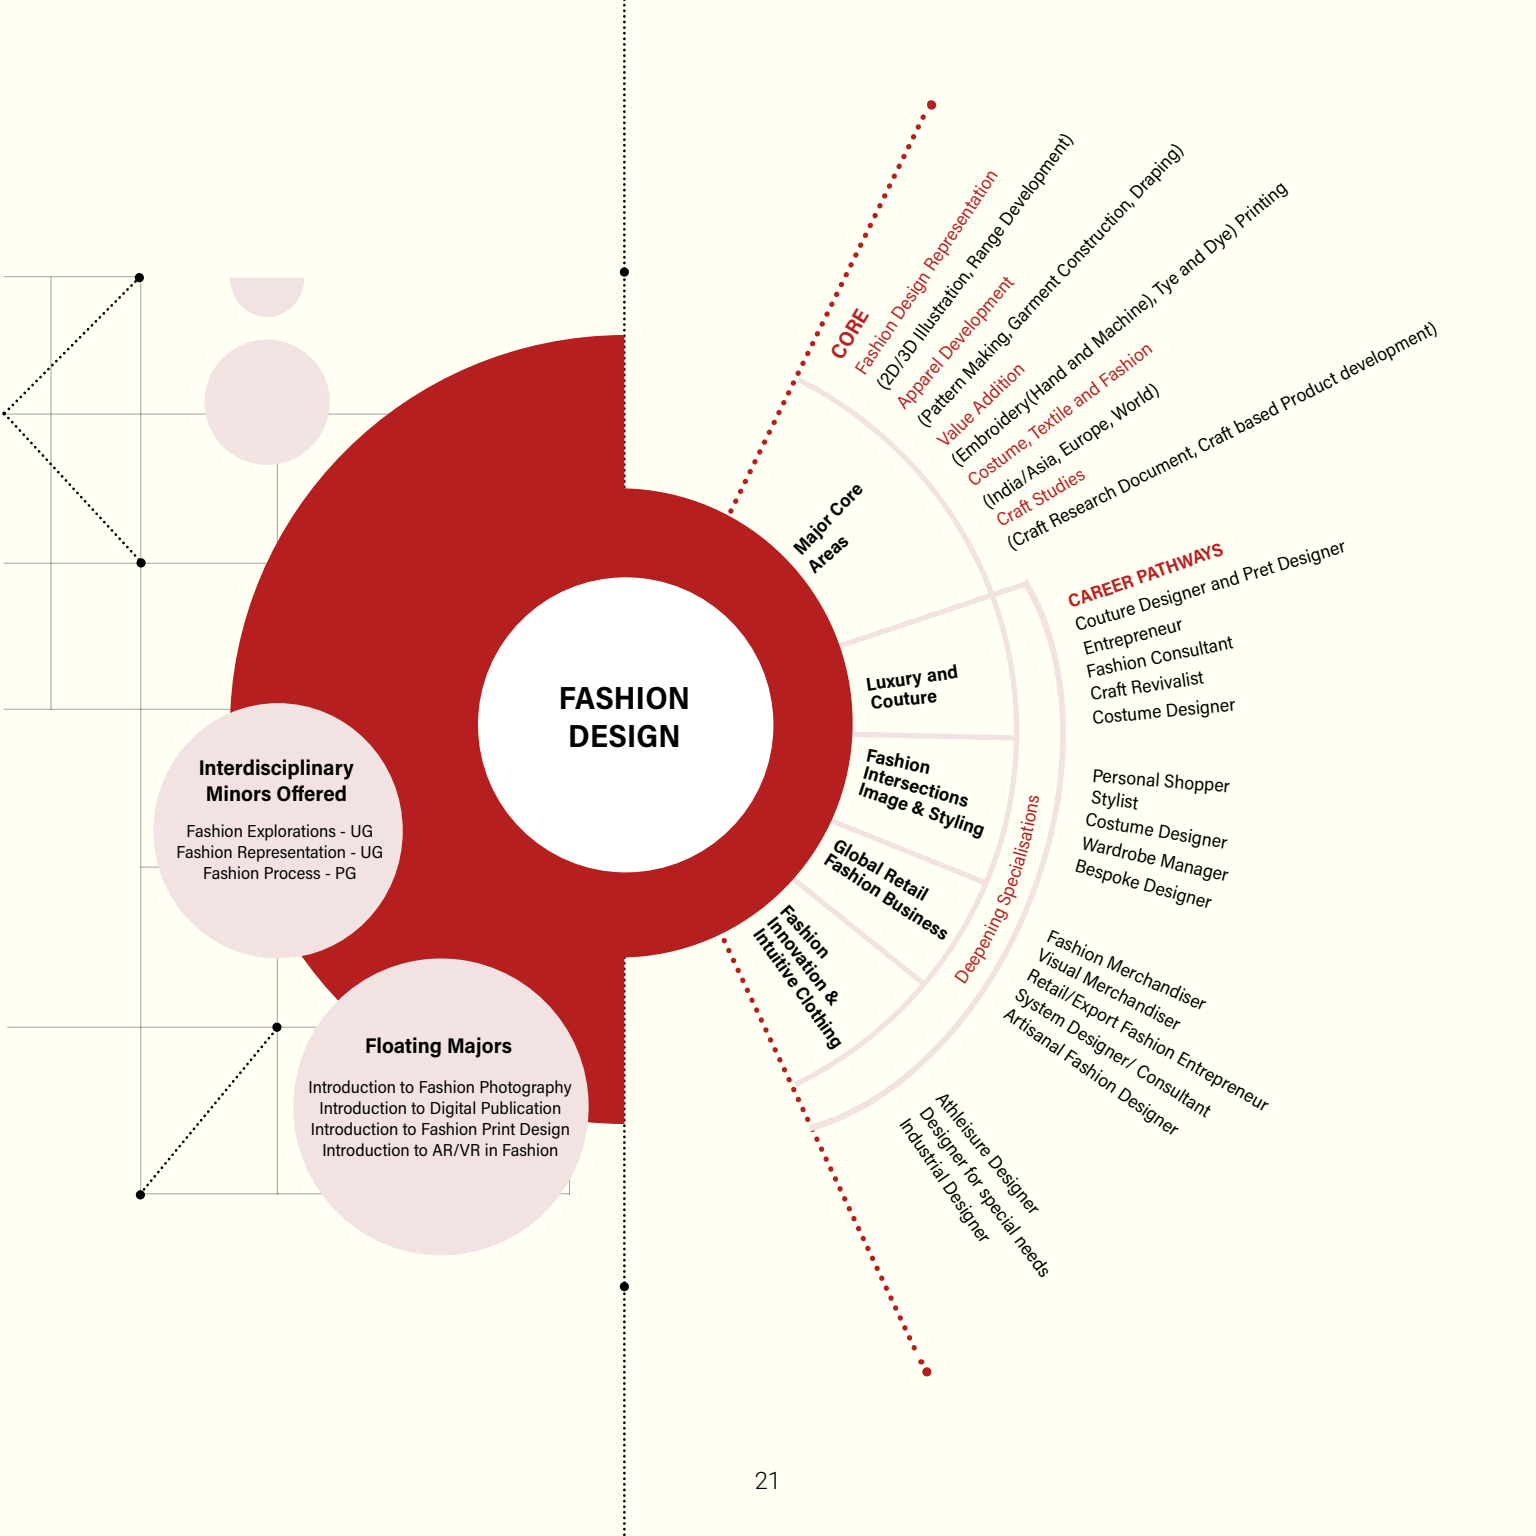 FASHION
DESIGN
Interdisciplinary
Minors Offered
Fashion Explorations - UG
Fashion Representation - UG
Fashion Process - PG
Floating Majors
Introduction to Fashion Photography
Introduction to Digital Publication
Introduction to Fashion Print Design
Introduction to AR/VR in Fashion
Major Core
Areas
CORE
Fashion Design Representation
(2D/3D Illustration, Range Development)
Apparel Development
(Pattern Making, Garment Construction, Draping)
Value Addition
(Embroidery(Hand and Machine), Tye and Dye) Printing
Costume, Textile and Fashion
(India/Asia, Europe, World)
Craft Studies
(Craft Research Document, Craft based Product development)
Deepening Specialisations
Luxury and
Couture
Fashion
Intersections
Image & Styling
Global Retail
Fashion Business
Fashion
Innovation &
Intuitive Clothing
CAREER PATHWAYS
Couture Designer and Pret Designer
Entrepreneur
Fashion Consultant
Craft Revivalist
Costume Designer
Personal Shopper
Stylist
Costume Designer
Wardrobe Manager
Bespoke Designer
Fashion Merchandiser
Visual Merchandiser
Retail/Export Fashion Entrepreneur
System Designer/ Consultant
Artisanal Fashion Designer
Athleisure Designer
Designer for special needs
Industrial Designer
21